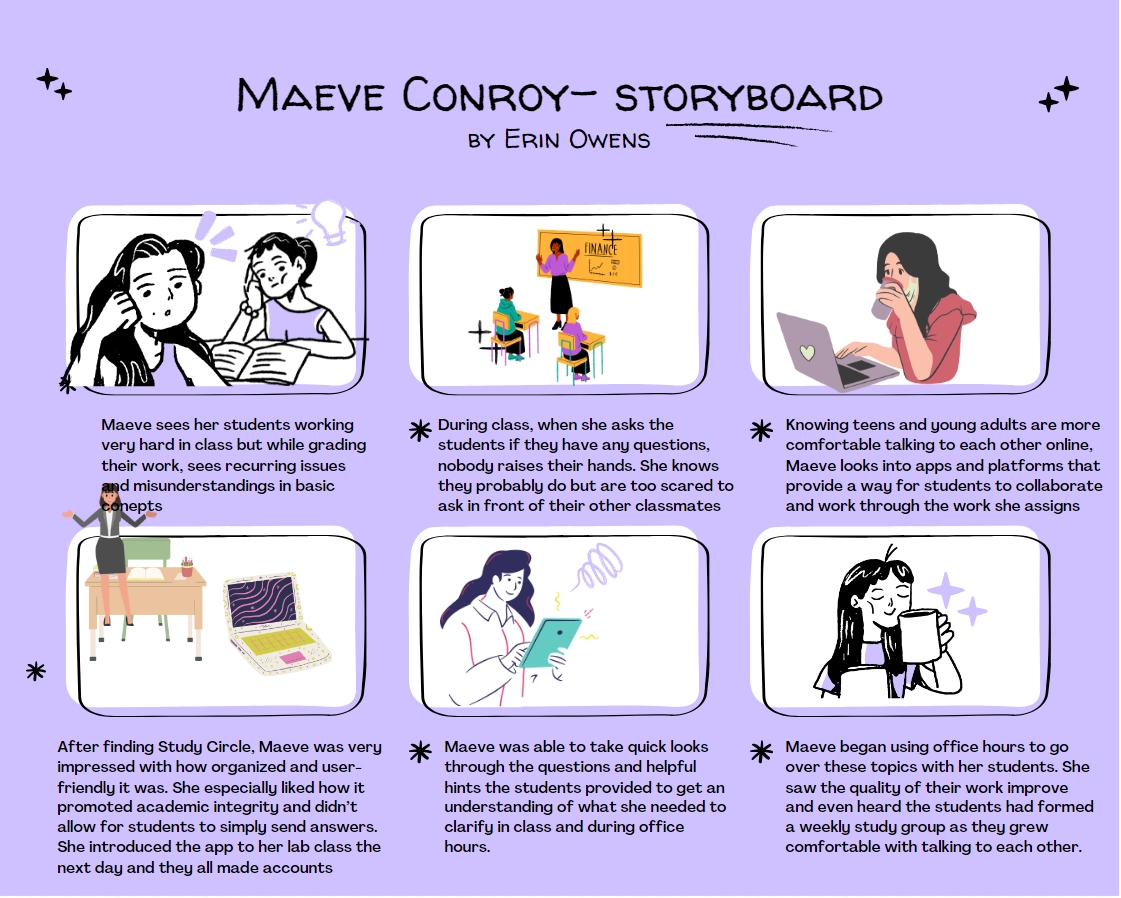 Maeve Conroy- storyboard
by Erin Owens
FINANCE
Maeve sees her students working
very hard in class but while grading
their work, sees recurring issues
and misunderstandings in basic
conepts
During class, when she asks the
students if they have any questions,
nobody raises their hands. She knows
they probably do but are too scared to
ask in front of their other classmates
Knowing teens and young adults are more
comfortable talking to each other online,
Maeve looks into apps and platforms that
provide a way for students to collaborate
and work through the work she assigns
After finding Study Circle, Maeve was very
impressed with how organized and user-
friendly it was. She especially liked how it
promoted academic integrity and didn't
allow for students to simply send answers.
She introduced the app to her lab class the
next day and they all made accounts
Maeve was able to take quick looks
through the questions and helpful
hints the students provided to get an
understanding of what she needed to
clarify in class and during office
hours.
Maeve began using office hours to go
over these topics with her students. She
saw the quality of their work improve
and even heard the students had formed
a weekly study group as they grew
comfortable with talking to each other.